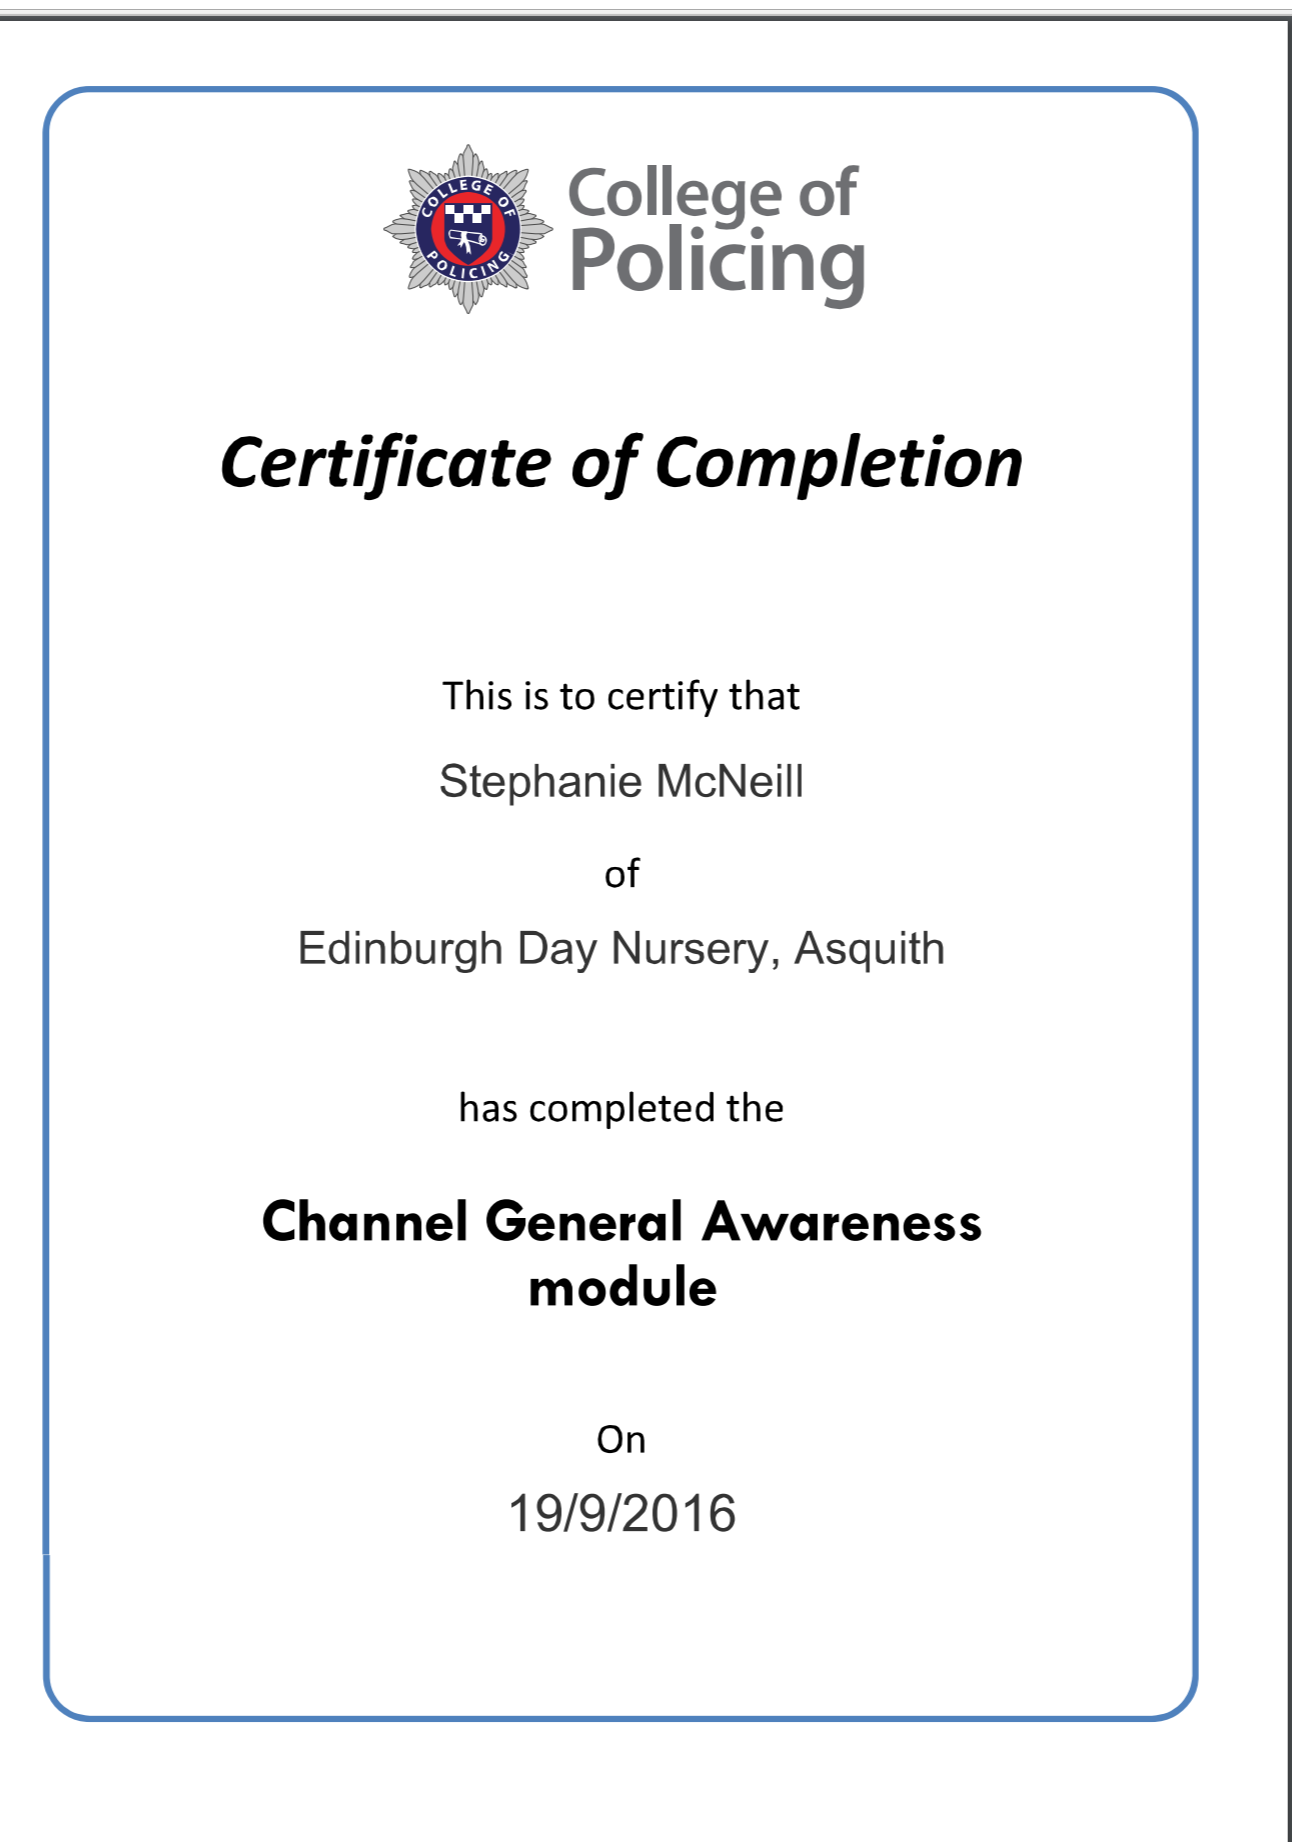 COLLEGE OF
POLICING
College of
Policing
Certificate of Completion
This is to certify that
Stephanie McNeill
of
Edinburgh Day Nursery, Asquith
has completed the
Channel General Awareness
module
On
19/9/2016